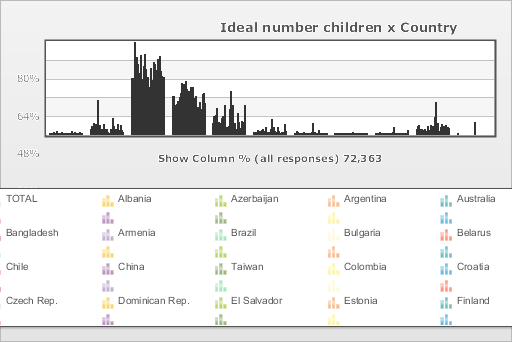 Ideal number children x Country
80%
64%
48%
Show Column % (all responses) 72,363
TOTAL Albania Azerbaijan Argentina Australia
Bangladesh Armenia Brazil Bulgaria Belarus
Chile China Taiwan Colombia Croatia
Czech Rep. Dominican Rep. El Salvador Estonia Finland